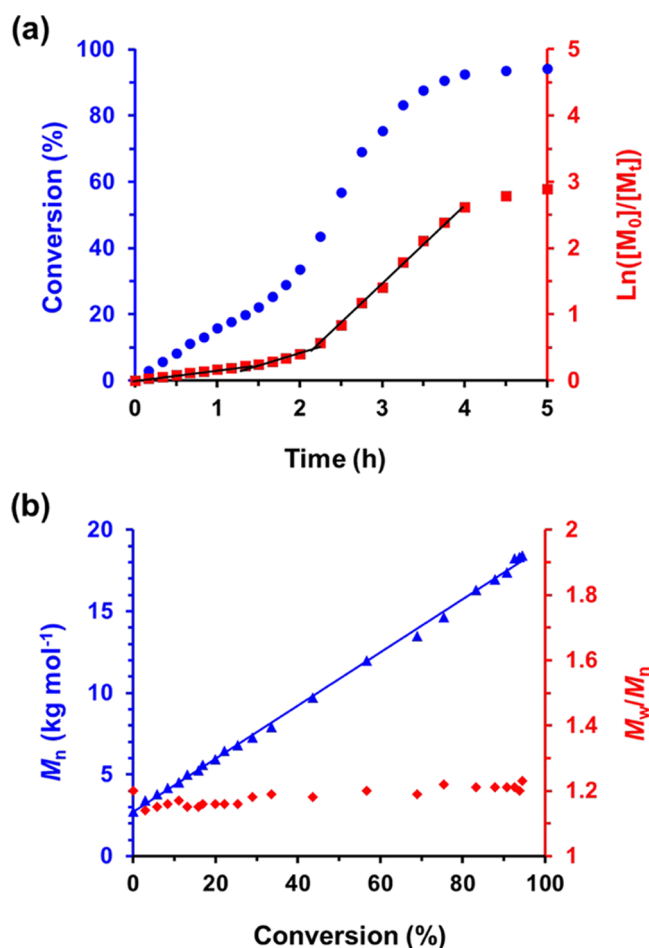 (a)
Conversion (%)
100
80
60
40
20
0
5
4
3
2
1
0
Ln([M0]/[Mt])
0 1 2 3 4 5
Time (h)
(b)
Mn (kg mol-1)
20
15
10
5
0
2
1.8
1.6
1.4
1.2
1
Mw/Mn
0 20 40 60 80 100
Conversion (%)